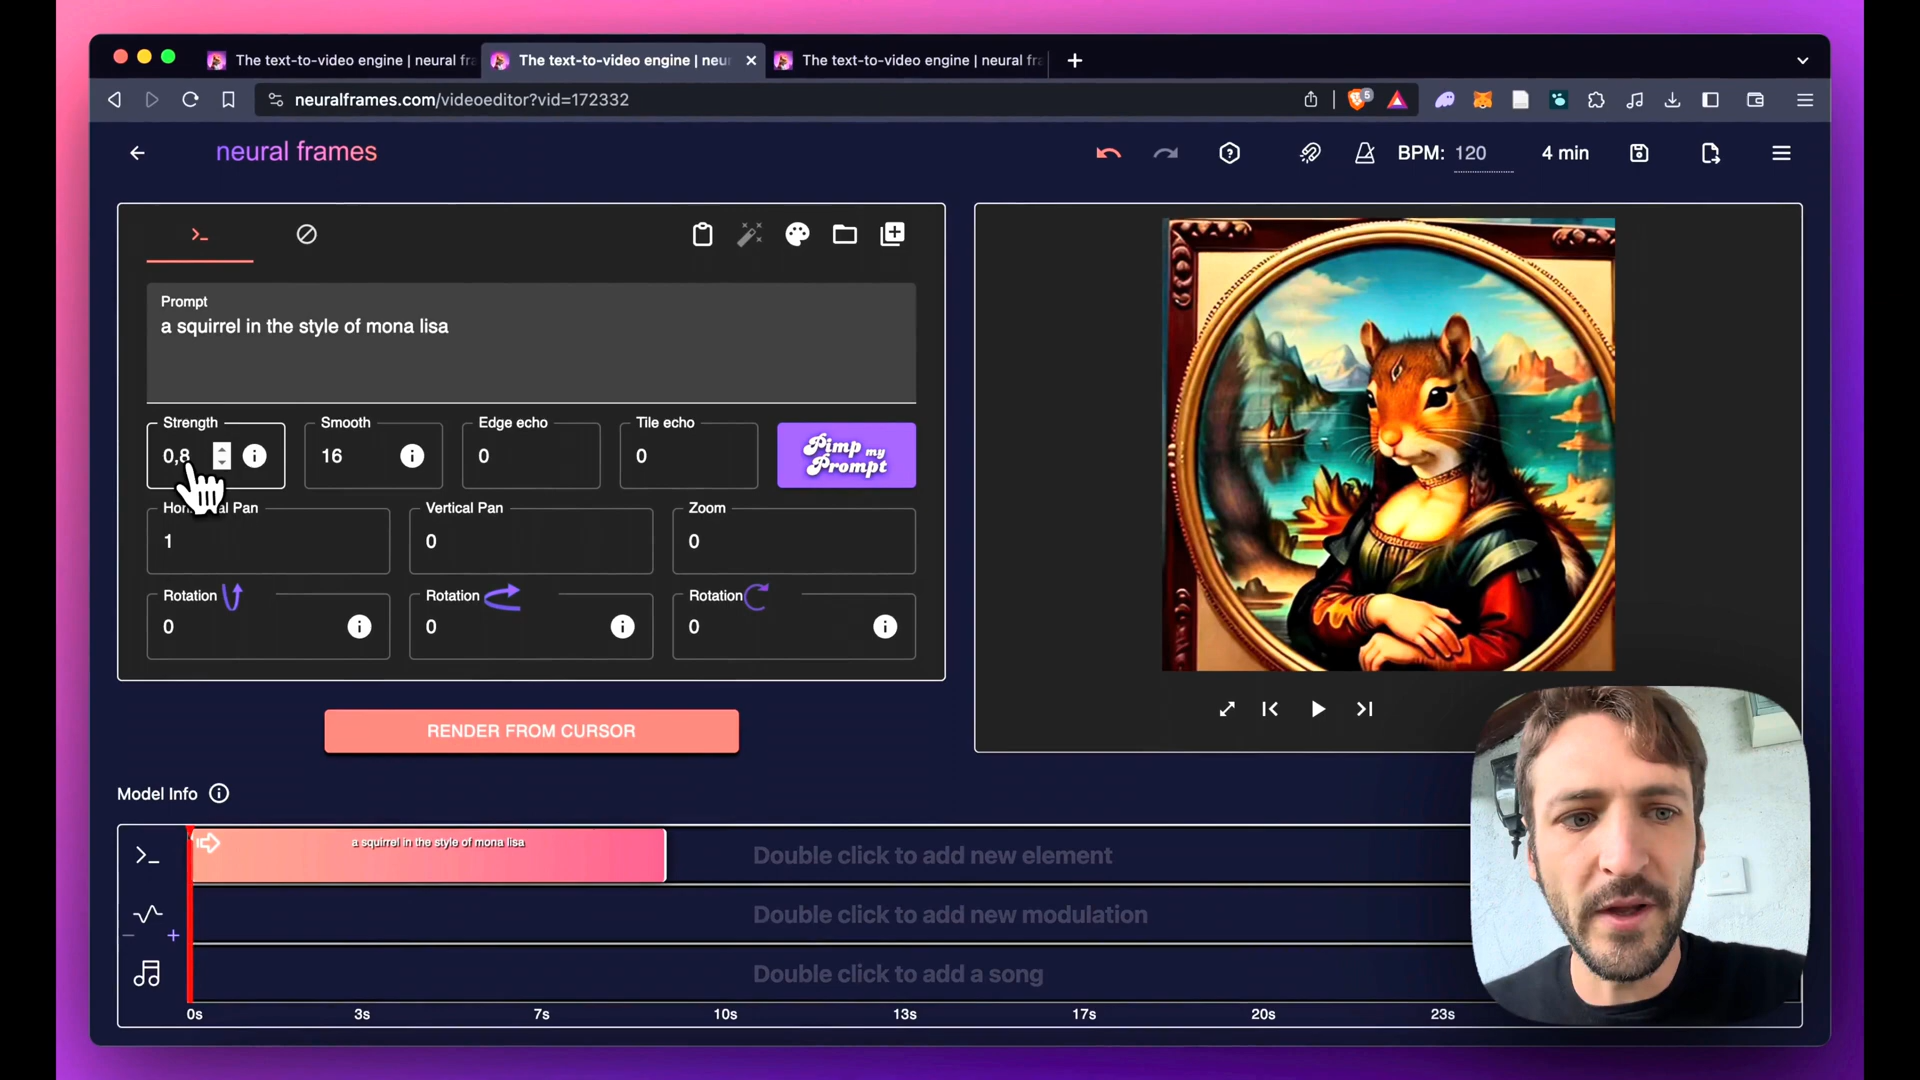 The text-to-video engine | neural fra
The text-to-video engine | neur
The text-to-video engine | neural fra
neuralframes.com/videoeditor?vid=172332
5
neural frames
BPM: 120
4 min
Prompt
a squirrel in the style of mona lisa
Strength
0,8
Smooth
16
Edge echo
0
Tile echo
0
Pimp my Prompt
Horizontal Pan
1
Vertical Pan
0
Zoom
0
Rotation
0
Rotation
0
Rotation
0
RENDER FROM CURSOR
Model Info
a squirrel in the style of mona lisa
Double click to add new element
Double click to add new modulation
Double click to add a song
0s 3s 7s 10s 13s 17s 20s 23s